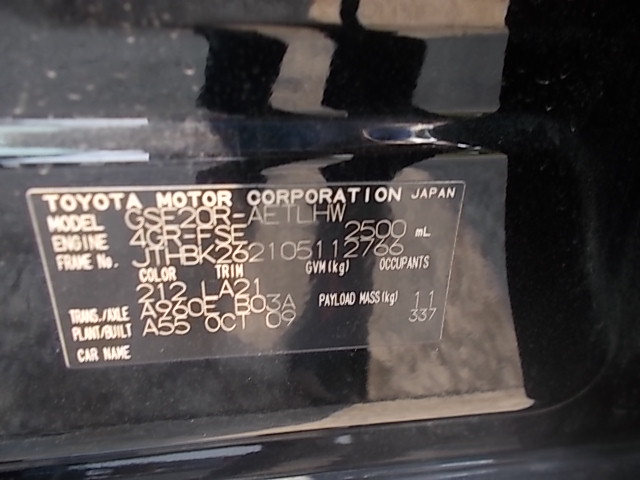 TOYOTA MOTOR CORPORATION JAPAN
MODEL GSE20R-AETLHW
ENGINE 4GR-FSE 2500 mL
FRAME No. JTHBK262105112766
COLOR TRIM GVM(kg) OCCUPANTS
212 LA21
TRANS./AXLE A960E B03A PAYLOAD MASS(kg) 11
PLANT/BUILT A55 OCT 09 337
CAR NAME